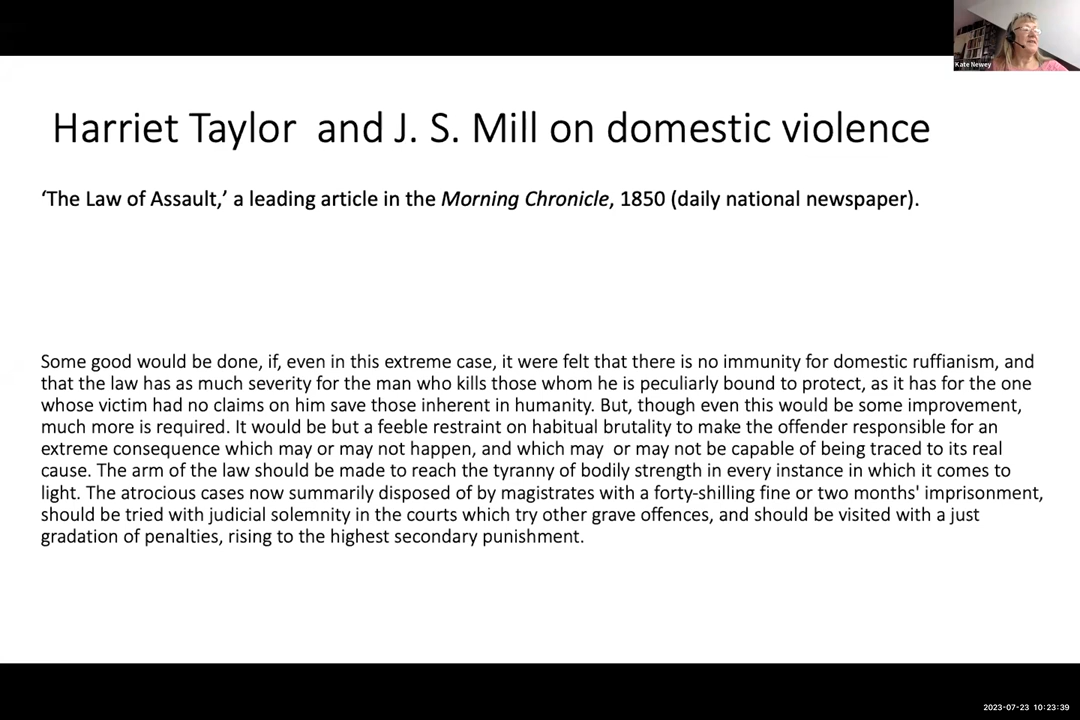 Kate Newey
Harriet Taylor  and J. S. Mill on domestic violence
‘The Law of Assault,’ a leading article in the Morning Chronicle, 1850 (daily national newspaper).
Some good would be done, if, even in this extreme case, it were felt that there is no immunity for domestic ruffianism, and
that the law has as much severity for the man who kills those whom he is peculiarly bound to protect, as it has for the one
whose victim had no claims on him save those inherent in humanity. But, though even this would be some improvement,
much more is required. It would be but a feeble restraint on habitual brutality to make the offender responsible for an
extreme consequence which may or may not happen, and which may  or may not be capable of being traced to its real
cause. The arm of the law should be made to reach the tyranny of bodily strength in every instance in which it comes to
light. The atrocious cases now summarily disposed of by magistrates with a forty-shilling fine or two months' imprisonment,
should be tried with judicial solemnity in the courts which try other grave offences, and should be visited with a just
gradation of penalties, rising to the highest secondary punishment.
2023-07-23 10:23:39